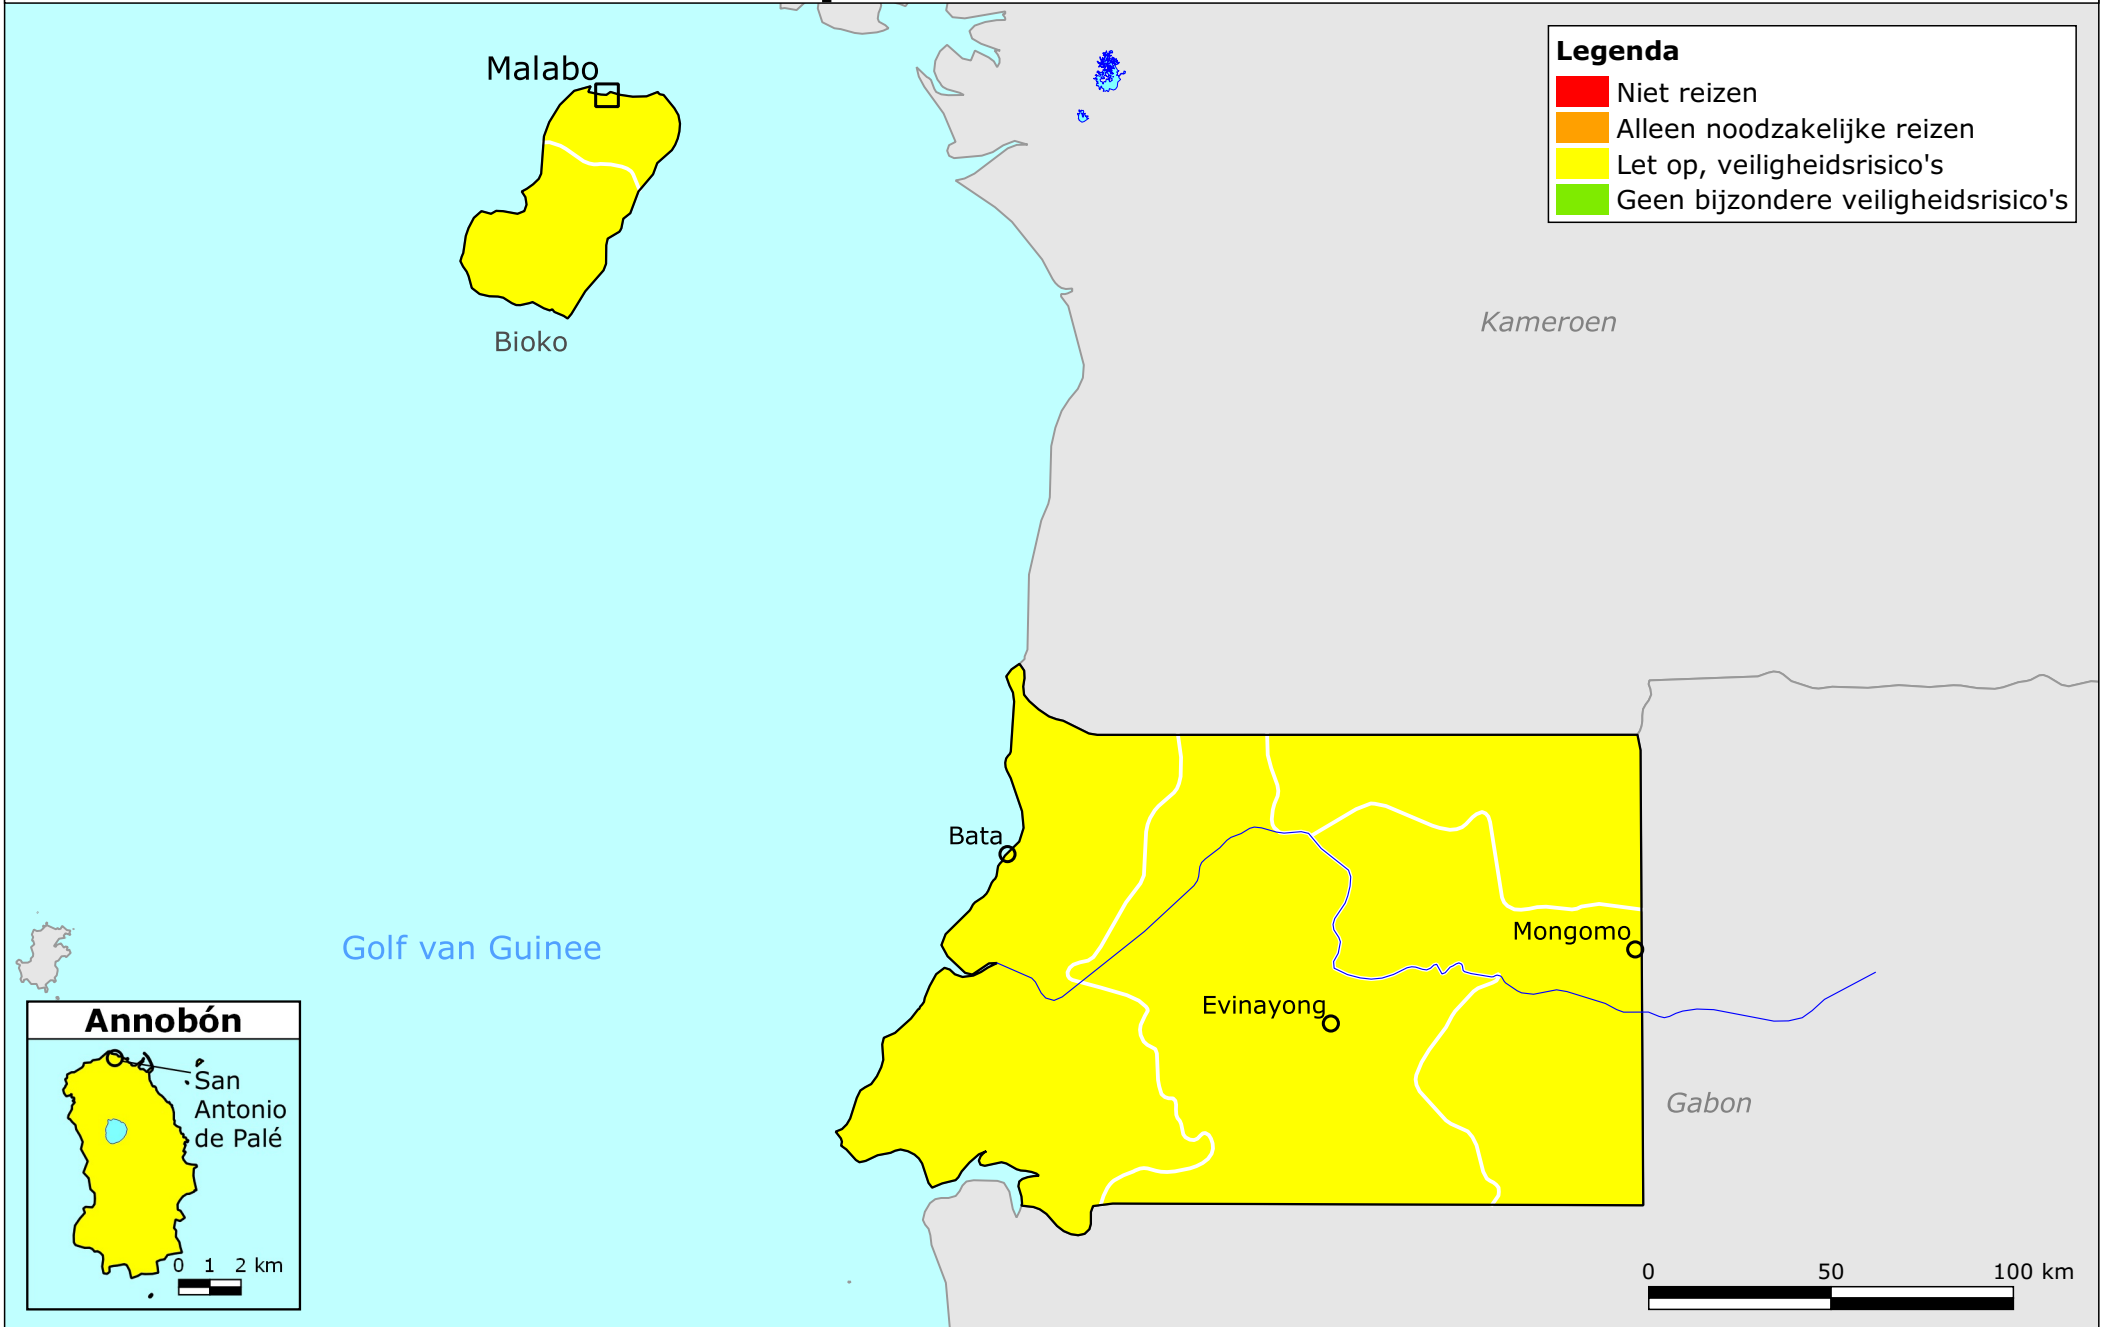 Malabo
Bioko
Legenda
Niet reizen
Alleen noodzakelijke reizen
Let op, veiligheidsrisico's
Geen bijzondere veiligheidsrisico's
Kameroen
Bata
Mongomo
Evinayong
Golf van Guinee
Gabon
Annobón
San
Antonio
de Palé
0 1 2 km
0 50 100 km